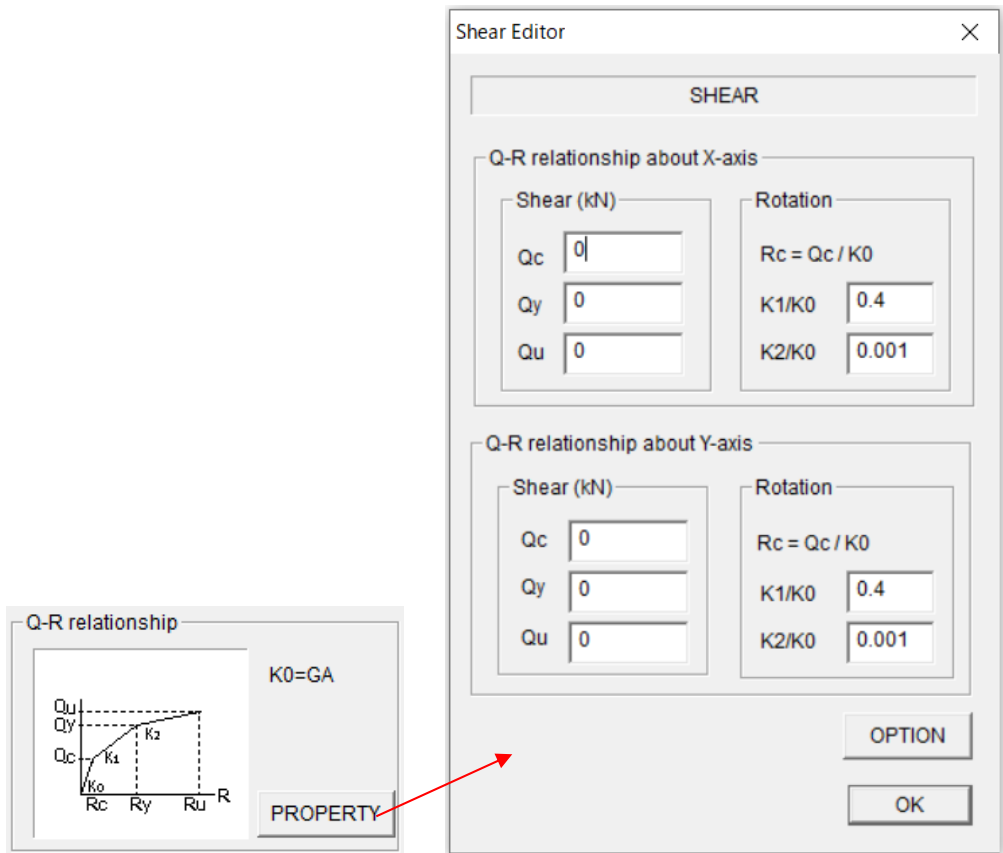 Shear Editor
SHEAR
Q-R relationship about X-axis
Shear (kN)
Rotation
Qc 0
Rc = Qc / K0
Qy 0
K1/K0 0.4
Qu 0
K2/K0 0.001
Q-R relationship about Y-axis
Shear (kN)
Rotation
Qc 0
Rc = Qc / K0
Qy 0
K1/K0 0.4
Qu 0
K2/K0 0.001
OPTION
OK
Q-R relationship
K0=GA
Qu
Qy
K2
Qc
K1
K0
Rc Ry Ru R
PROPERTY